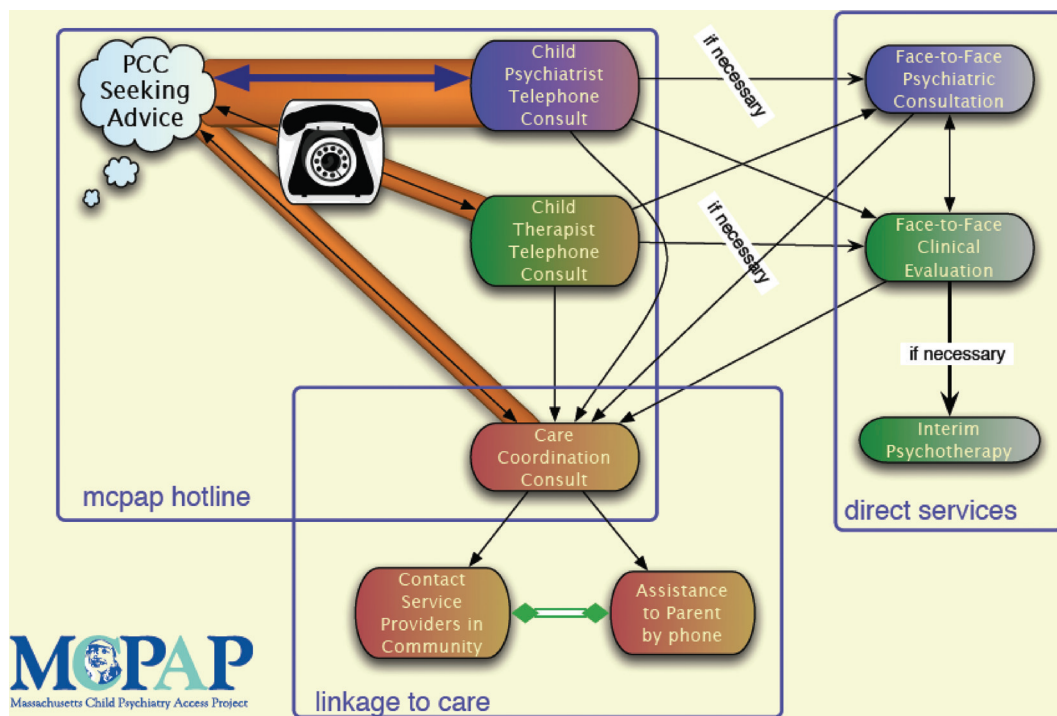 PCC
Seeking
Advice
Child
Psychiatrist
Telephone
Consult
if necessary
Face-to-Face
Psychiatric
Consultation
Child
Therapist
Telephone
Consult
if necessary
Face-to-Face
Clinical
Evaluation
if necessary
Care
Coordination
Consult
Interim
Psychotherapy
mcpap hotline
direct services
Contact
Service
Providers in
Community
Assistance
to Parent
by phone
MCPAP
Massachusetts Child Psychiatry Access Project
linkage to care